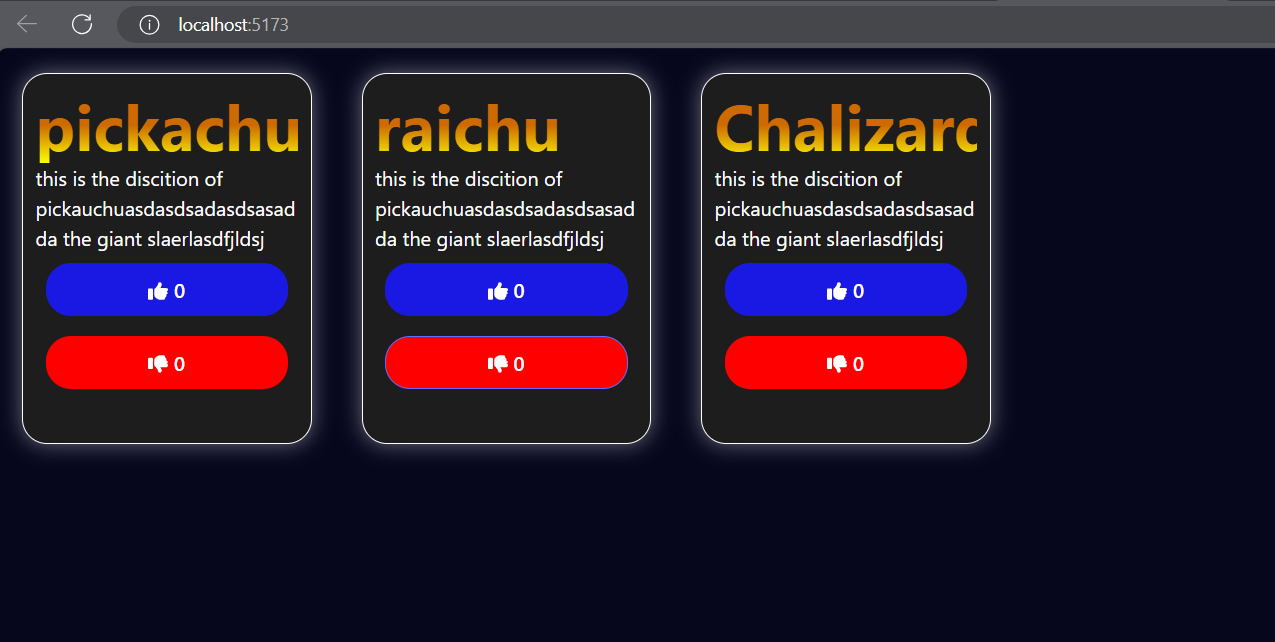 localhost:5173
pickachu
this is the discition of
pickauchuasdasdsadasdsasad
da the giant slaerlasdfjldsj
0
0
raichu
this is the discition of
pickauchuasdasdsadasdsasad
da the giant slaerlasdfjldsj
0
0
Chalizard
this is the discition of
pickauchuasdasdsadasdsasad
da the giant slaerlasdfjldsj
0
0